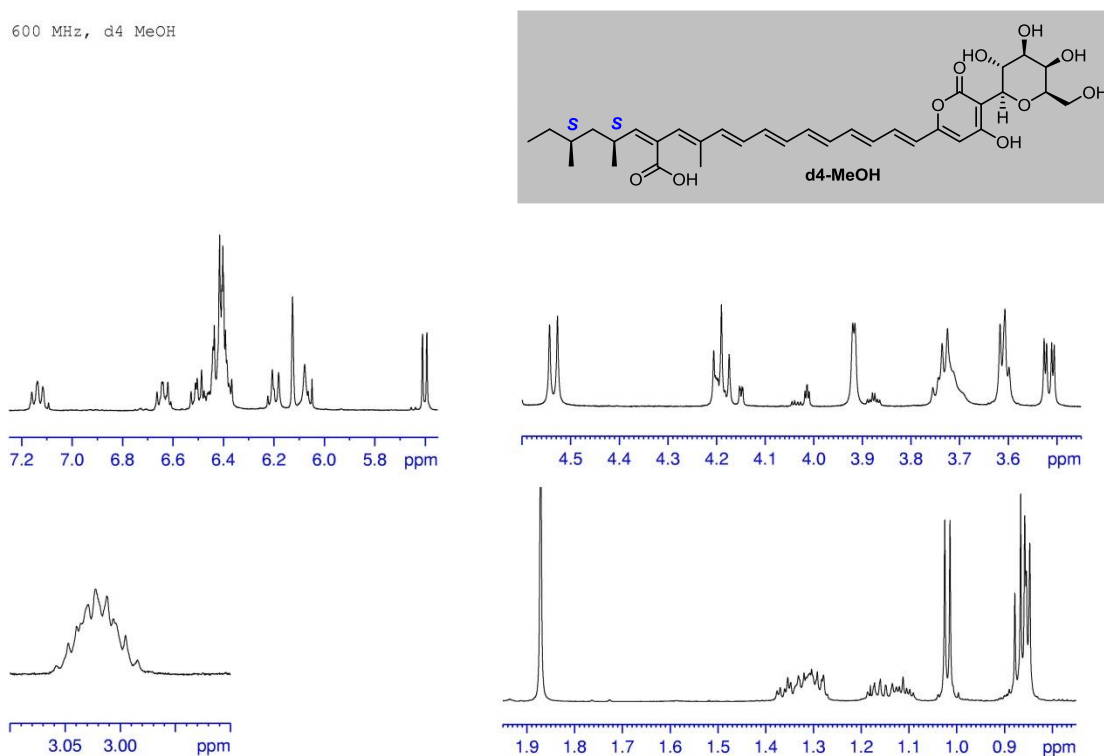 600 MHz, d4 MeOH
HO
OH
OH
OH
O
O
O
H
OH
S
S
O
OH
d4-MeOH
7.2 7.0 6.8 6.6 6.4 6.2 6.0 5.8 ppm
4.5 4.4 4.3 4.2 4.1 4.0 3.9 3.8 3.7 3.6 ppm
3.05 3.00 ppm
1.9 1.8 1.7 1.6 1.5 1.4 1.3 1.2 1.1 1.0 0.9 ppm